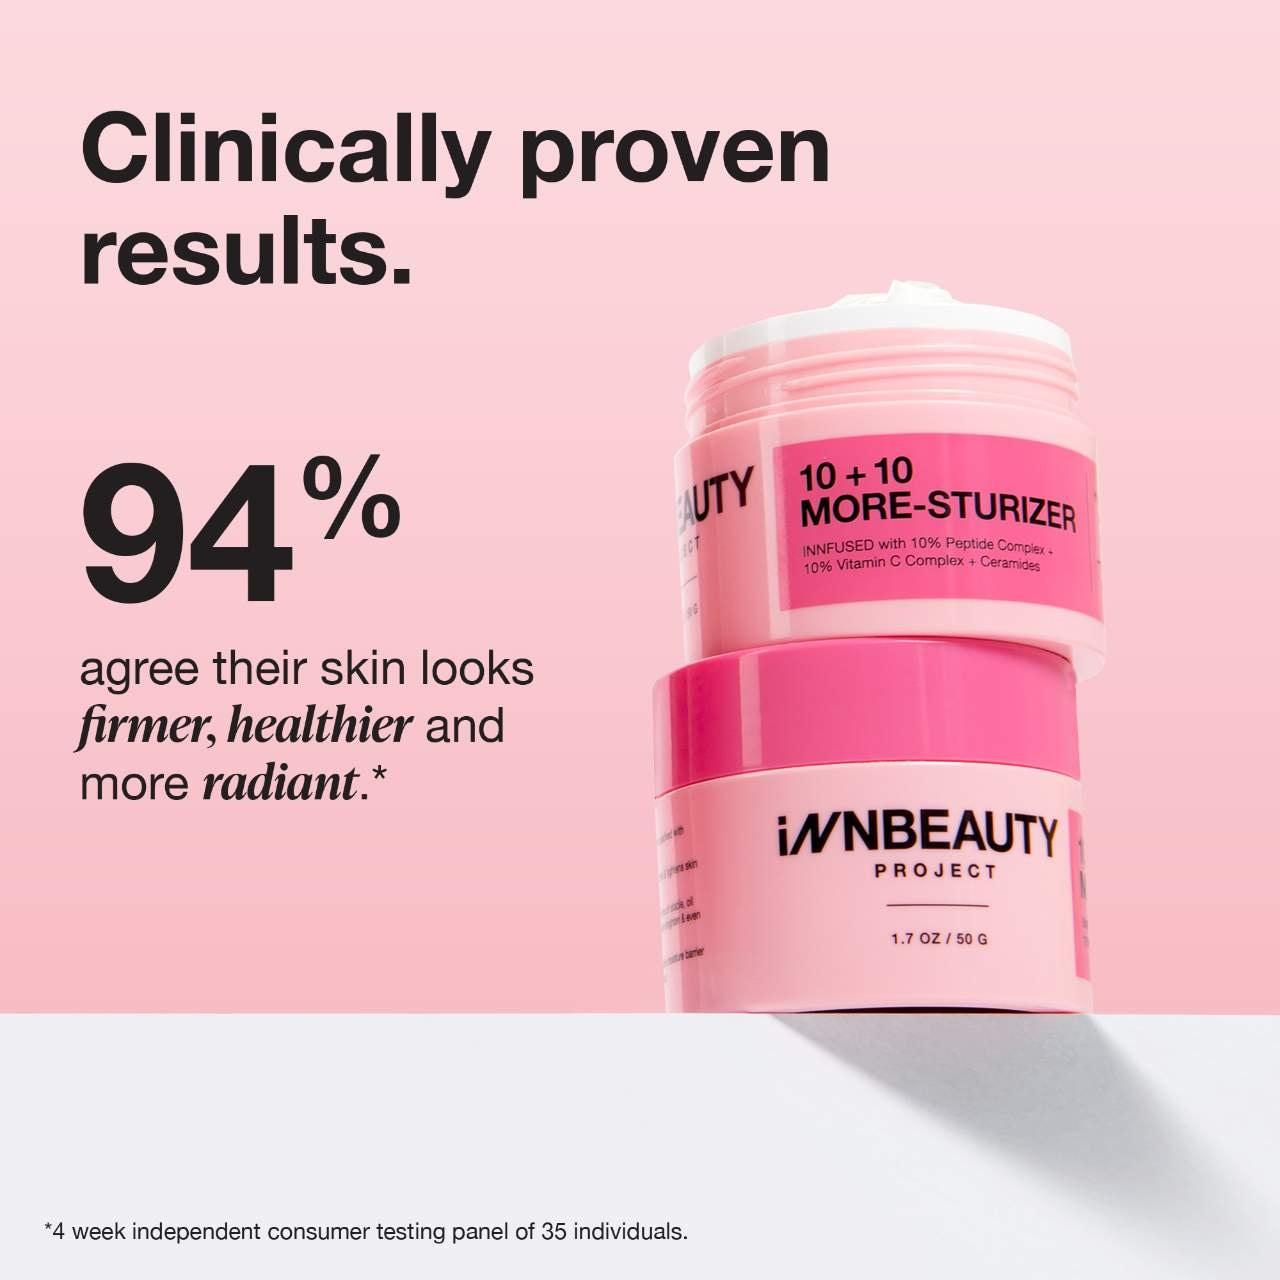 Clinically proven
results.
94%
agree their skin looks
firmer, healthier and
more radiant.*
10 + 10
MORE-STURIZER
INNFUSED with 10% Peptide Complex +
10% Vitamin C Complex + Ceramides
iNNBEAUTY
PROJECT
1.7 OZ / 50 G
*4 week independent consumer testing panel of 35 individuals.